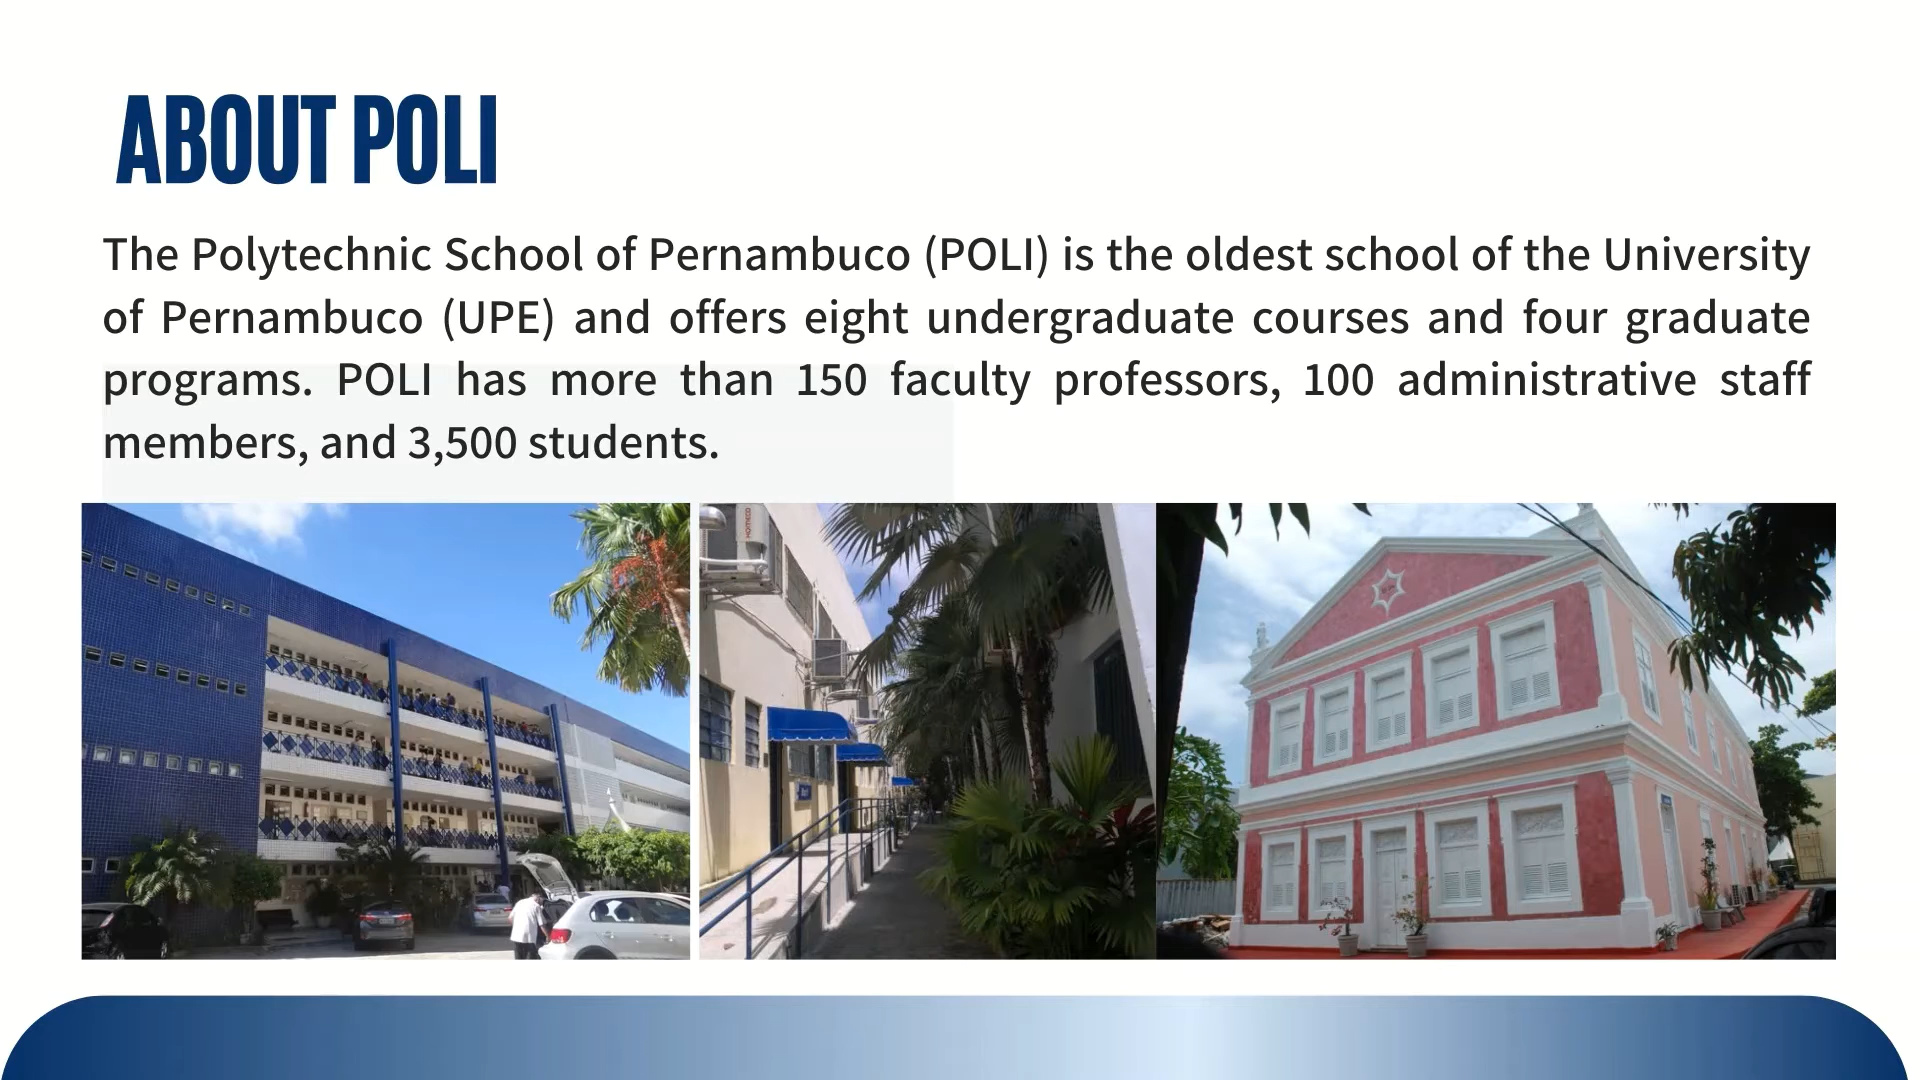 ABOUT POLI
The Polytechnic School of Pernambuco (POLI) is the oldest school of the University
of Pernambuco (UPE) and offers eight undergraduate courses and four graduate
programs. POLI has more than 150 faculty professors, 100 administrative staff
members, and 3,500 students.